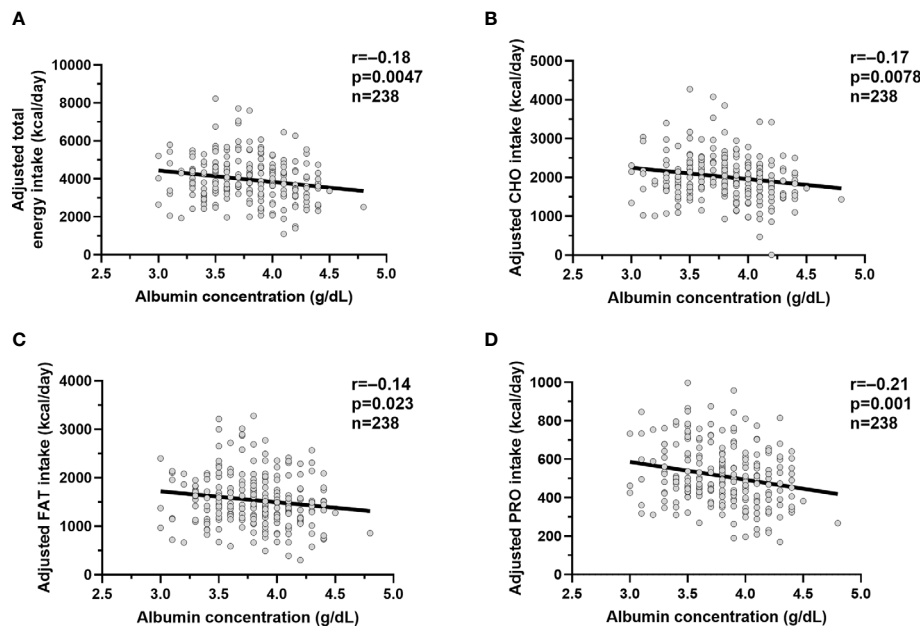 A
Adjusted total
energy intake (kcal/day)
10000
8000
6000
4000
2000
0
2.5 3.0 3.5 4.0 4.5 5.0
Albumin concentration (g/dL)
r=–0.18
p=0.0047
n=238
B
Adjusted CHO intake (kcal/day)
5000
4000
3000
2000
1000
0
2.5 3.0 3.5 4.0 4.5 5.0
Albumin concentration (g/dL)
r=–0.17
p=0.0078
n=238
C
Adjusted FAT intake (kcal/day)
4000
3000
2000
1000
0
2.5 3.0 3.5 4.0 4.5 5.0
Albumin concentration (g/dL)
r=–0.14
p=0.023
n=238
D
Adjusted PRO intake (kcal/day)
1000
800
600
400
200
0
2.5 3.0 3.5 4.0 4.5 5.0
Albumin concentration (g/dL)
r=–0.21
p=0.001
n=238